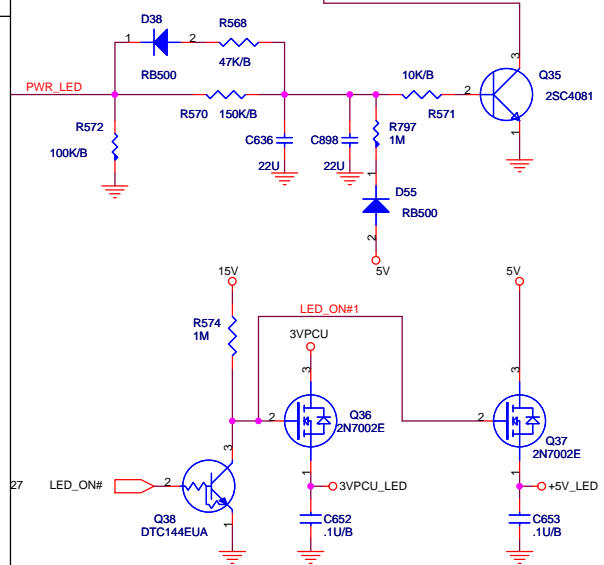 D38
R568
1
2
3
RB500
47K/B
Q35
2SC4081
PWR_LED
10K/B
2
R570 150K/B
R571
R572
C636
C898
R797
1M
1
100K/B
22U
22U
1
D55
RB500
2
5V
15V
5V
LED_ON#1
R574
1M
3VPCU
3
3
2
Q36
2N7002E
2
Q37
2N7002E
3
1
1
27
LED_ON#
2
3VPCU_LED
+5V_LED
Q38
DTC144EUA
1
C652
.1U/B
C653
.1U/B